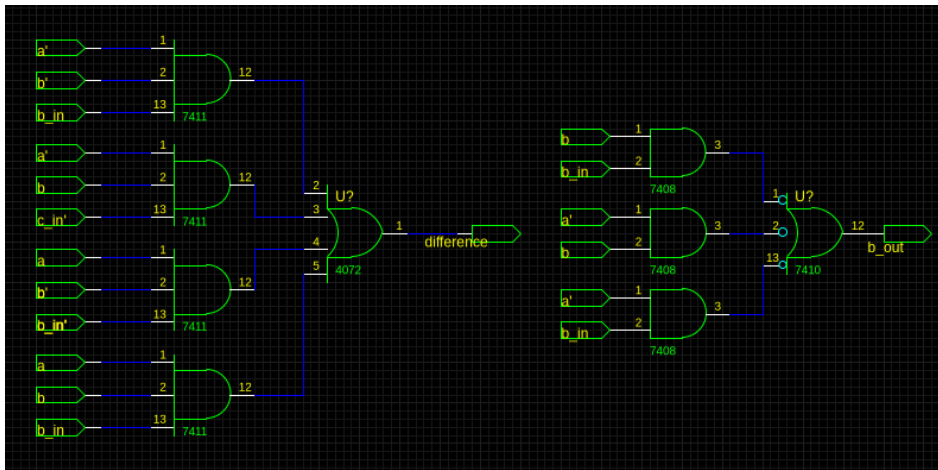 a' 1
b' 2 12
b_in 13
7411
a' 1
b 2 12
c_in' 13
7411
a 1
b' 2 12
b_in' 13
7411
a 1
b 2 12
b_in 13
7411
U?
2
3
4
5
1
4072
difference
b 1
b_in 2 3
7408
a' 1
b 2 3
7408
a' 1
b_in 2 3
7408
U?
1
2
13
12
7410
b_out